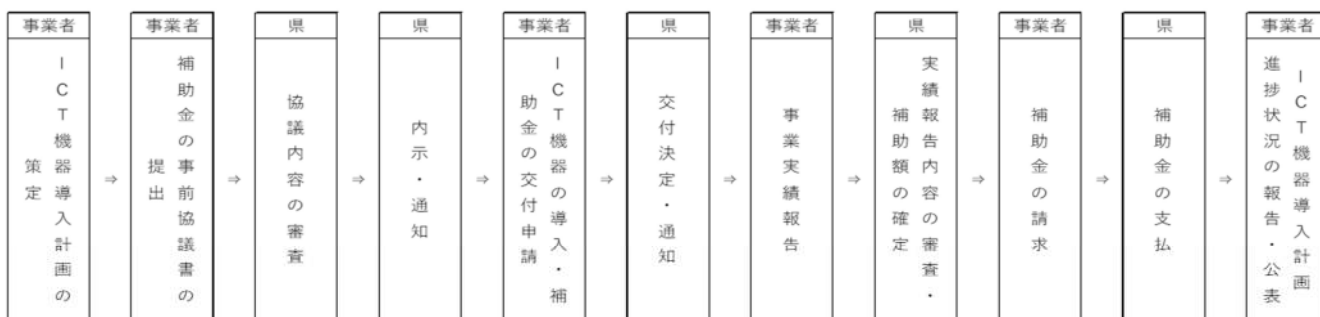 事業者
ICT機器導入計画の
策定
⇒
事業者
補助金の事前協議書の
提出
⇒
県
協議内容の審査
⇒
県
内示・通知
⇒
事業者
ICT機器の導入・補
助金の交付申請
⇒
県
交付決定・通知
⇒
事業者
事業実績報告
⇒
県
実績報告内容の審査・
補助額の確定
⇒
事業者
補助金の請求
⇒
県
補助金の支払
⇒
事業者
ICT機器導入計画
進捗状況の報告・公表